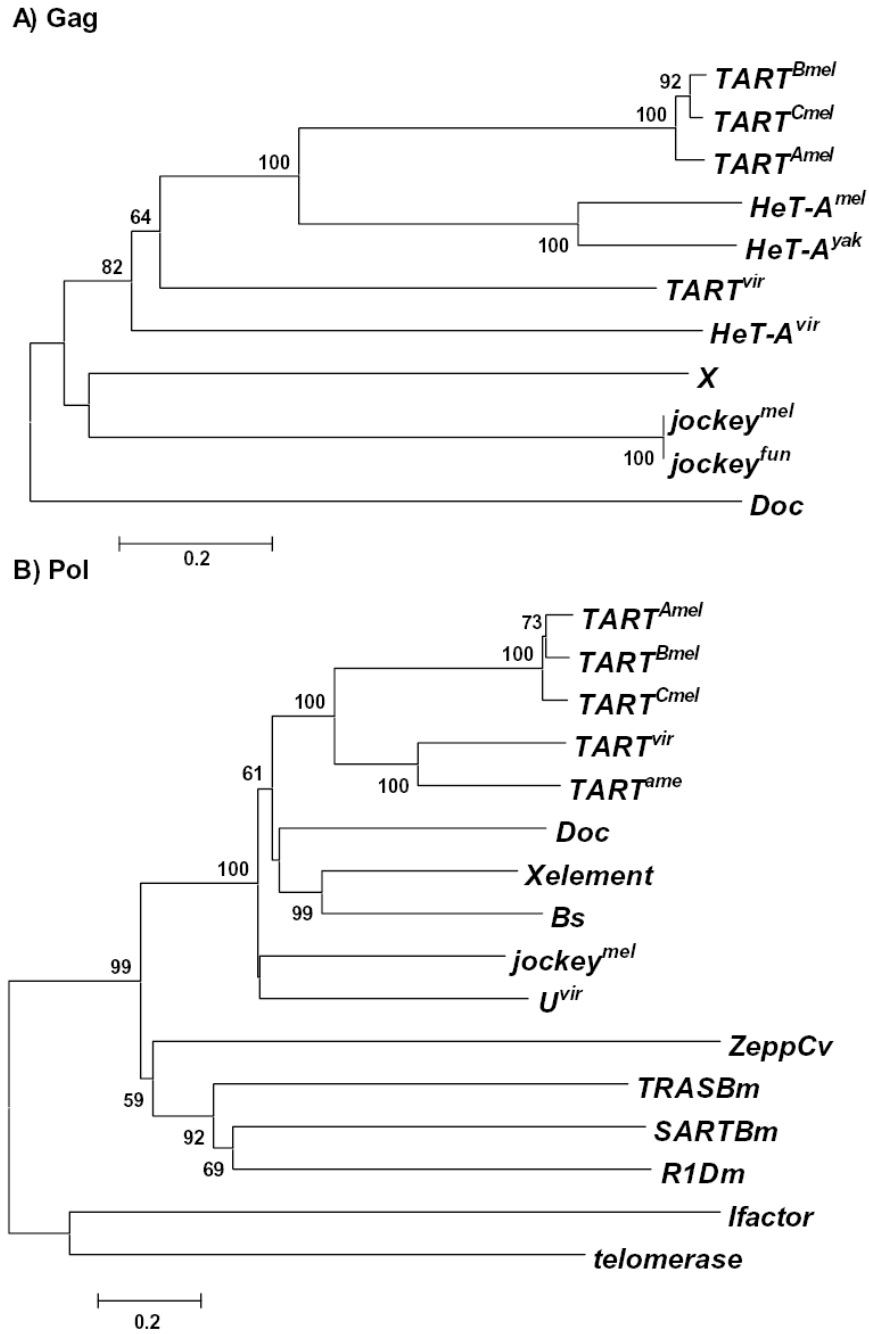 A) Gag
92
TART^Bmel
TART^Cmel
100
TART^Amel
100
HeT-A^mel
64
100
HeT-A^yak
82
TART^vir
HeT-A^vir
X
jockey^mel
100
jockey^fun
Doc
0.2
B) Pol
73
TART^Amel
100
TART^Bmel
TART^Cmel
100
TART^vir
61
100
TART^ame
Doc
100
Xelement
99
Bs
jockey^mel
99
U^vir
ZeppCv
59
TRASBm
92
SARTBm
69
R1Dm
Ifactor
telomerase
0.2